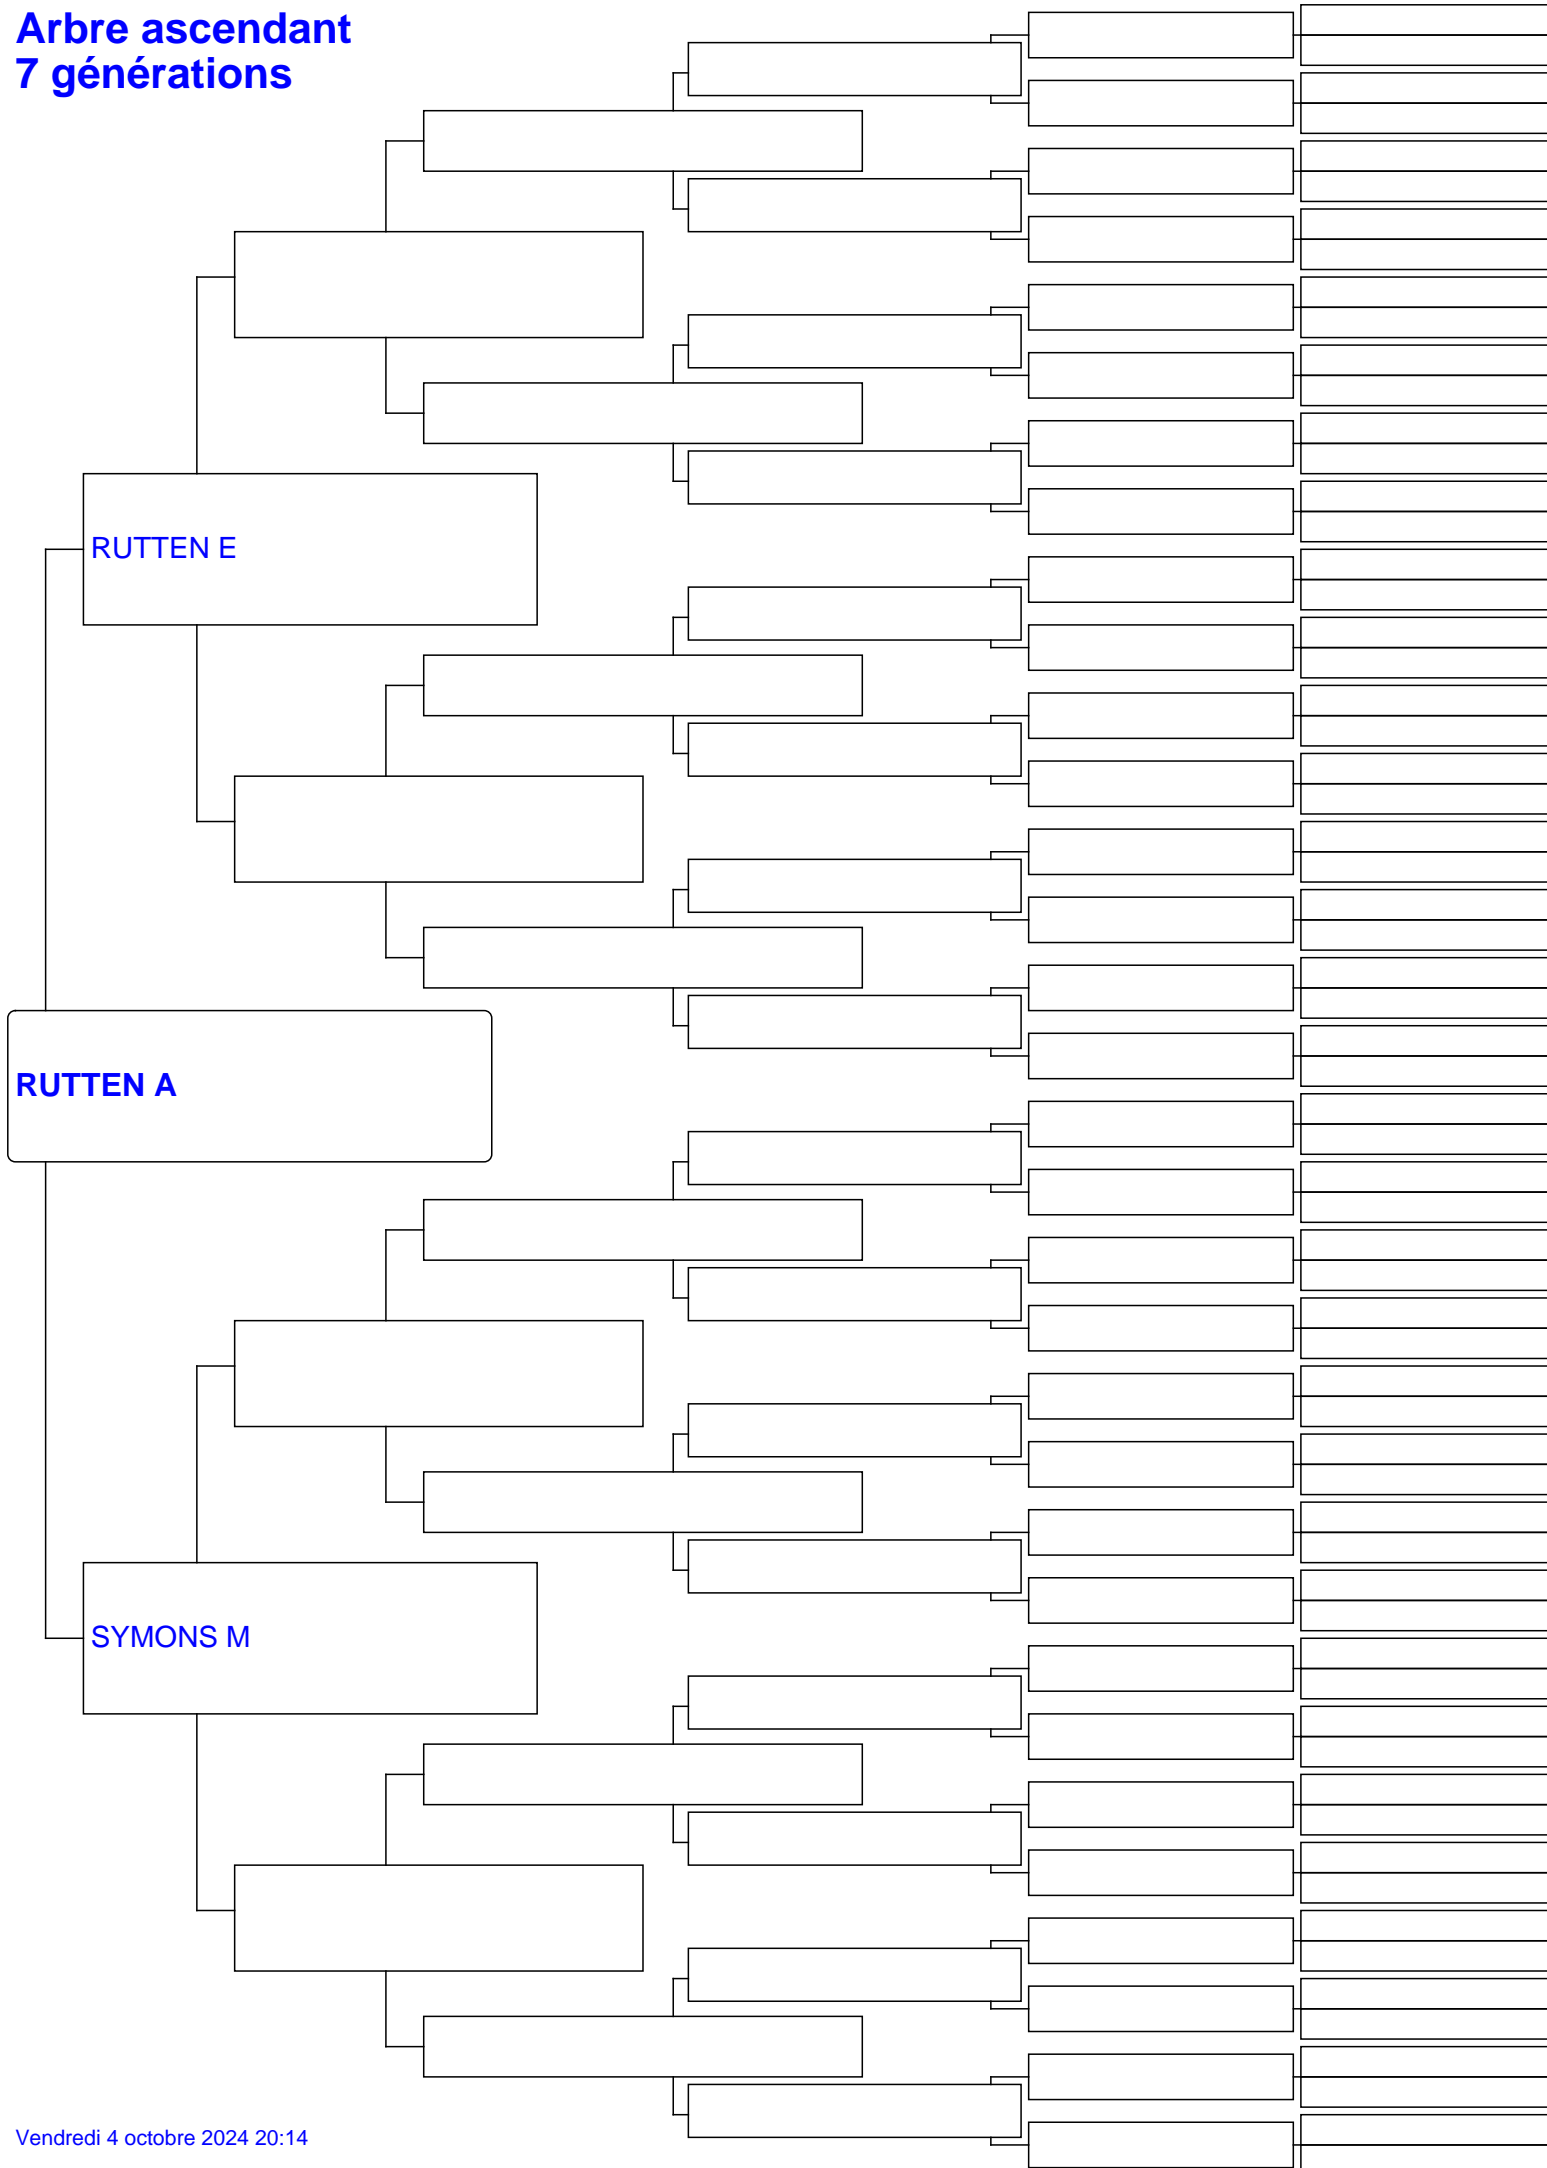 Arbre ascendant
7 générations
RUTTEN E
RUTTEN A
SYMONS M
Vendredi 4 octobre 2024 20:14